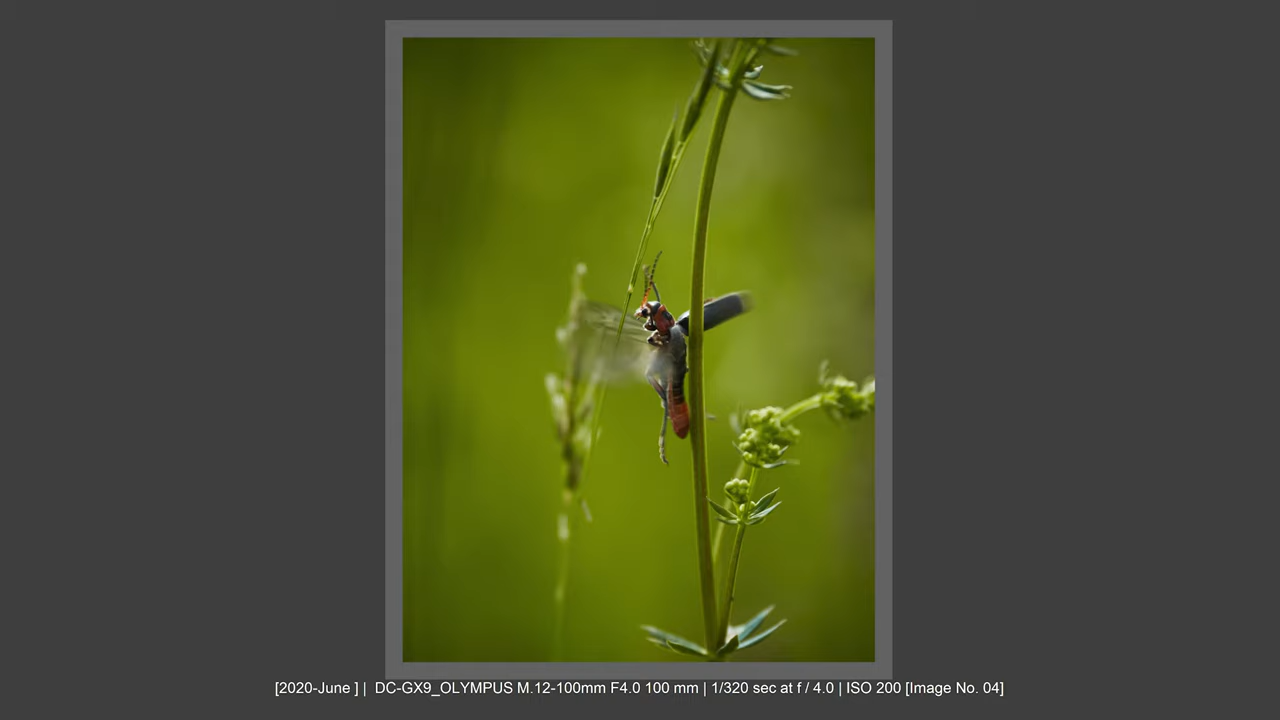 [2020-June ] |  DC-GX9_OLYMPUS M.12-100mm F4.0 100 mm | 1/320 sec at f / 4.0 | ISO 200 [Image No. 04]